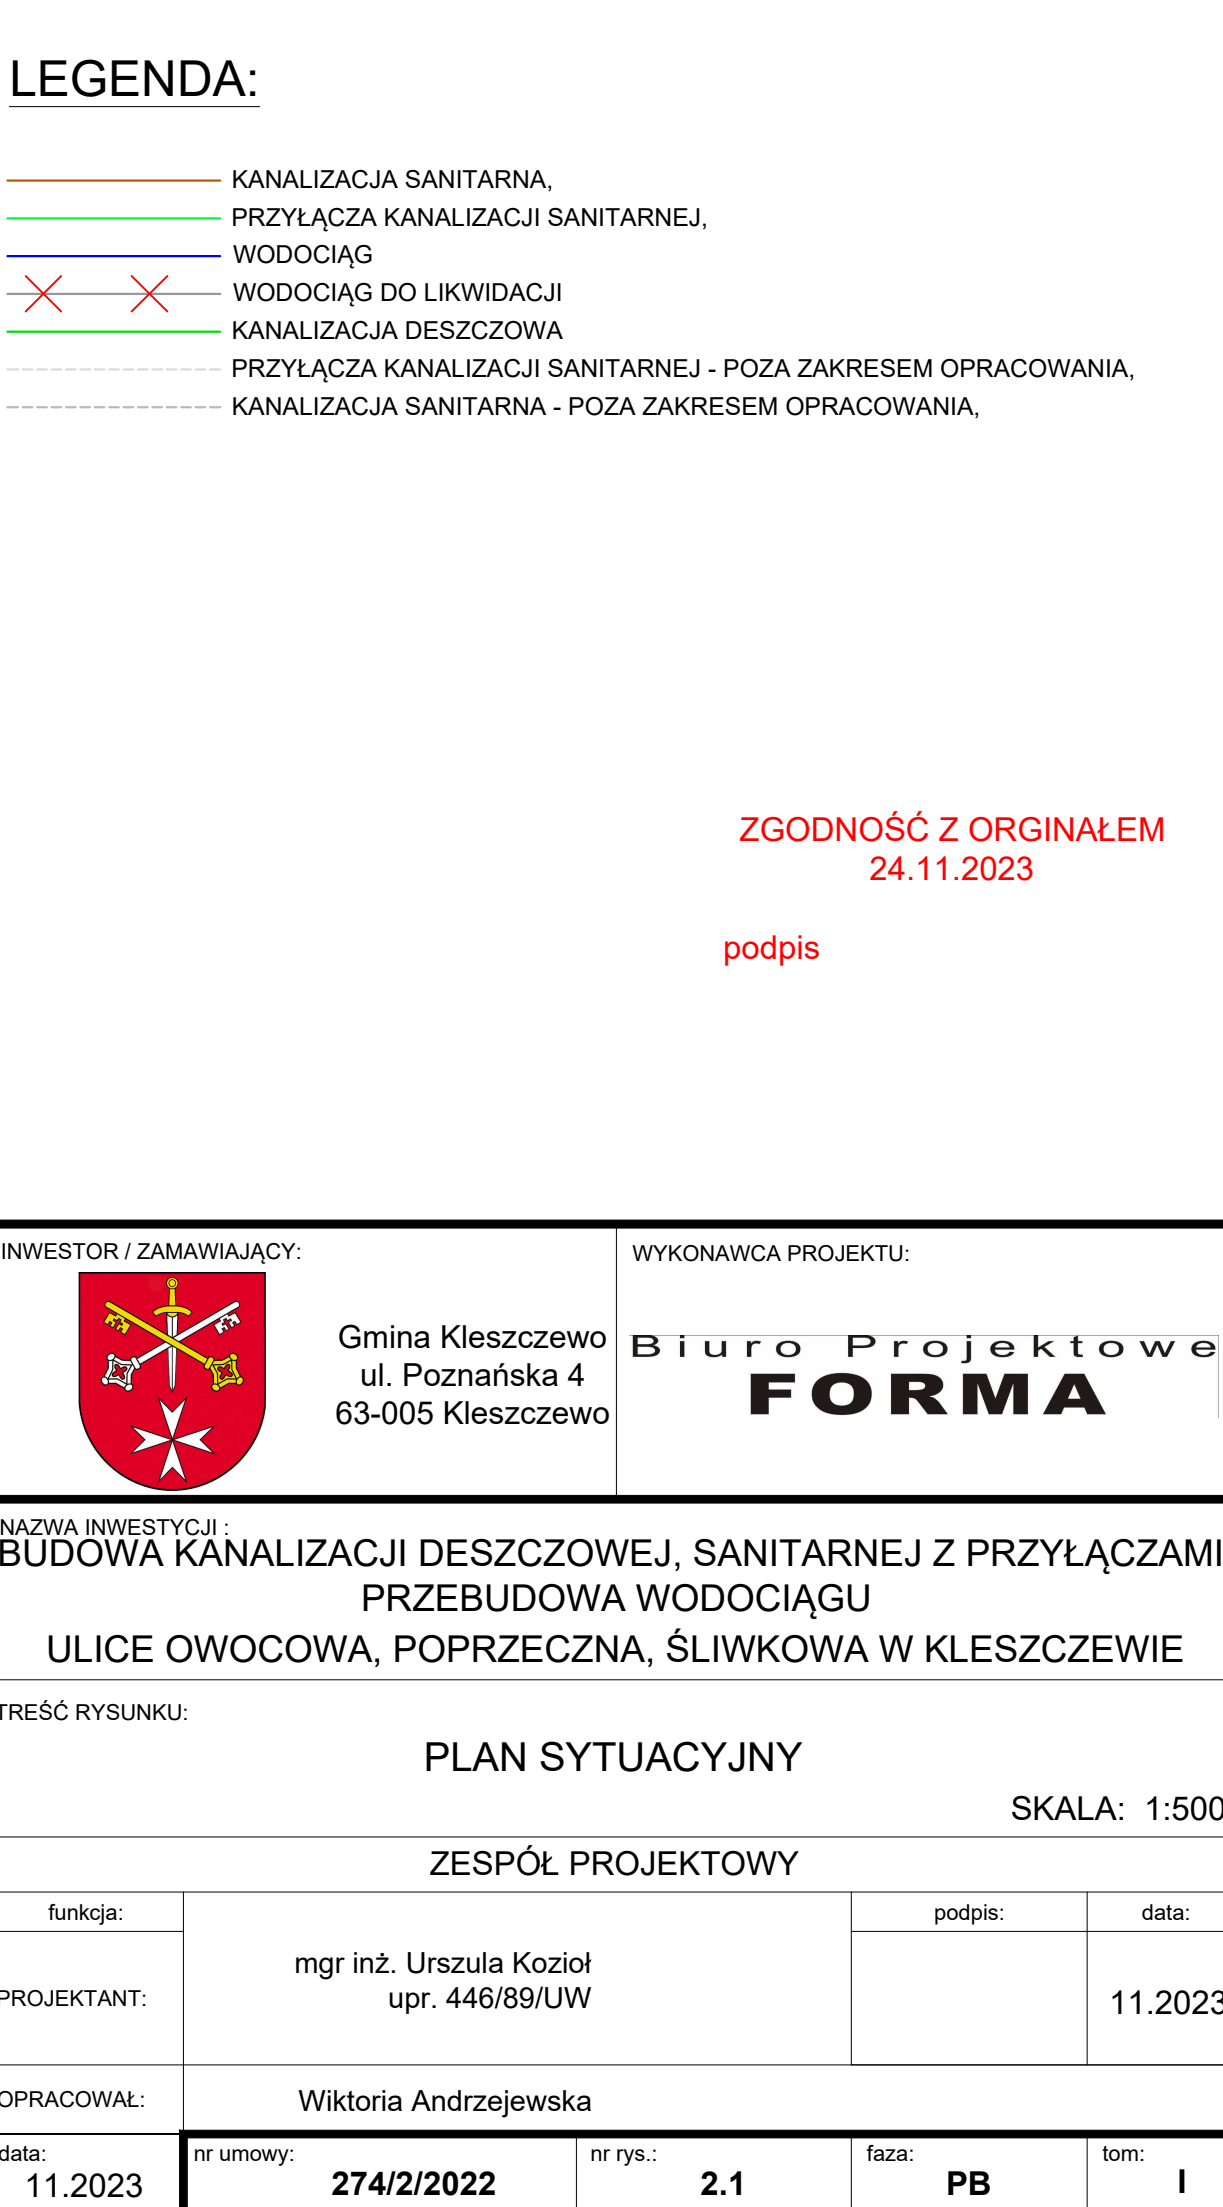 LEGENDA:
KANALIZACJA SANITARNA,
PRZYŁĄCZA KANALIZACJI SANITARNEJ,
WODOCIĄG
WODOCIĄG DO LIKWIDACJI
KANALIZACJA DESZCZOWA
PRZYŁĄCZA KANALIZACJI SANITARNEJ - POZA ZAKRESEM OPRACOWANIA,
KANALIZACJA SANITARNA - POZA ZAKRESEM OPRACOWANIA,
ZGODNOŚĆ Z ORGINAŁEM
24.11.2023
podpis
INWESTOR / ZAMAWIAJĄCY:
Gmina Kleszczewo
ul. Poznańska 4
63-005 Kleszczewo
WYKONAWCA PROJEKTU:
Biuro Projektowe
FORMA
NAZWA INWESTYCJI :
BUDOWA KANALIZACJI DESZCZOWEJ, SANITARNEJ Z PRZYŁĄCZAMI
PRZEBUDOWA WODOCIĄGU
ULICE OWOCOWA, POPRZECZNA, ŚLIWKOWA W KLESZCZEWIE
TREŚĆ RYSUNKU:
PLAN SYTUACYJNY
SKALA: 1:500
ZESPÓŁ PROJEKTOWY
funkcja:
podpis:
data:
PROJEKTANT:
mgr inż. Urszula Kozioł
upr. 446/89/UW
11.2023
OPRACOWAŁ:
Wiktoria Andrzejewska
data:
11.2023
nr umowy:
274/2/2022
nr rys.:
2.1
faza:
PB
tom:
I